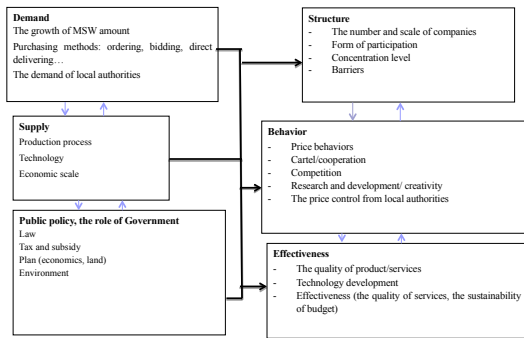 Demand
The growth of MSW amount
Purchasing methods: ordering, bidding, direct
delivering…
The demand of local authorities
Supply
Production process
Technology
Economic scale
Public policy, the role of Government
Law
Tax and subsidy
Plan (economics, land)
Environment
Structure
- The number and scale of companies
- Form of participation
- Concentration level
- Barriers
Behavior
- Price behaviors
- Cartel/cooperation
- Competition
- Research and development/ creativity
- The price control from local authorities
Effectiveness
- The quality of product/services
- Technology development
- Effectiveness (the quality of services, the sustainability
of budget)